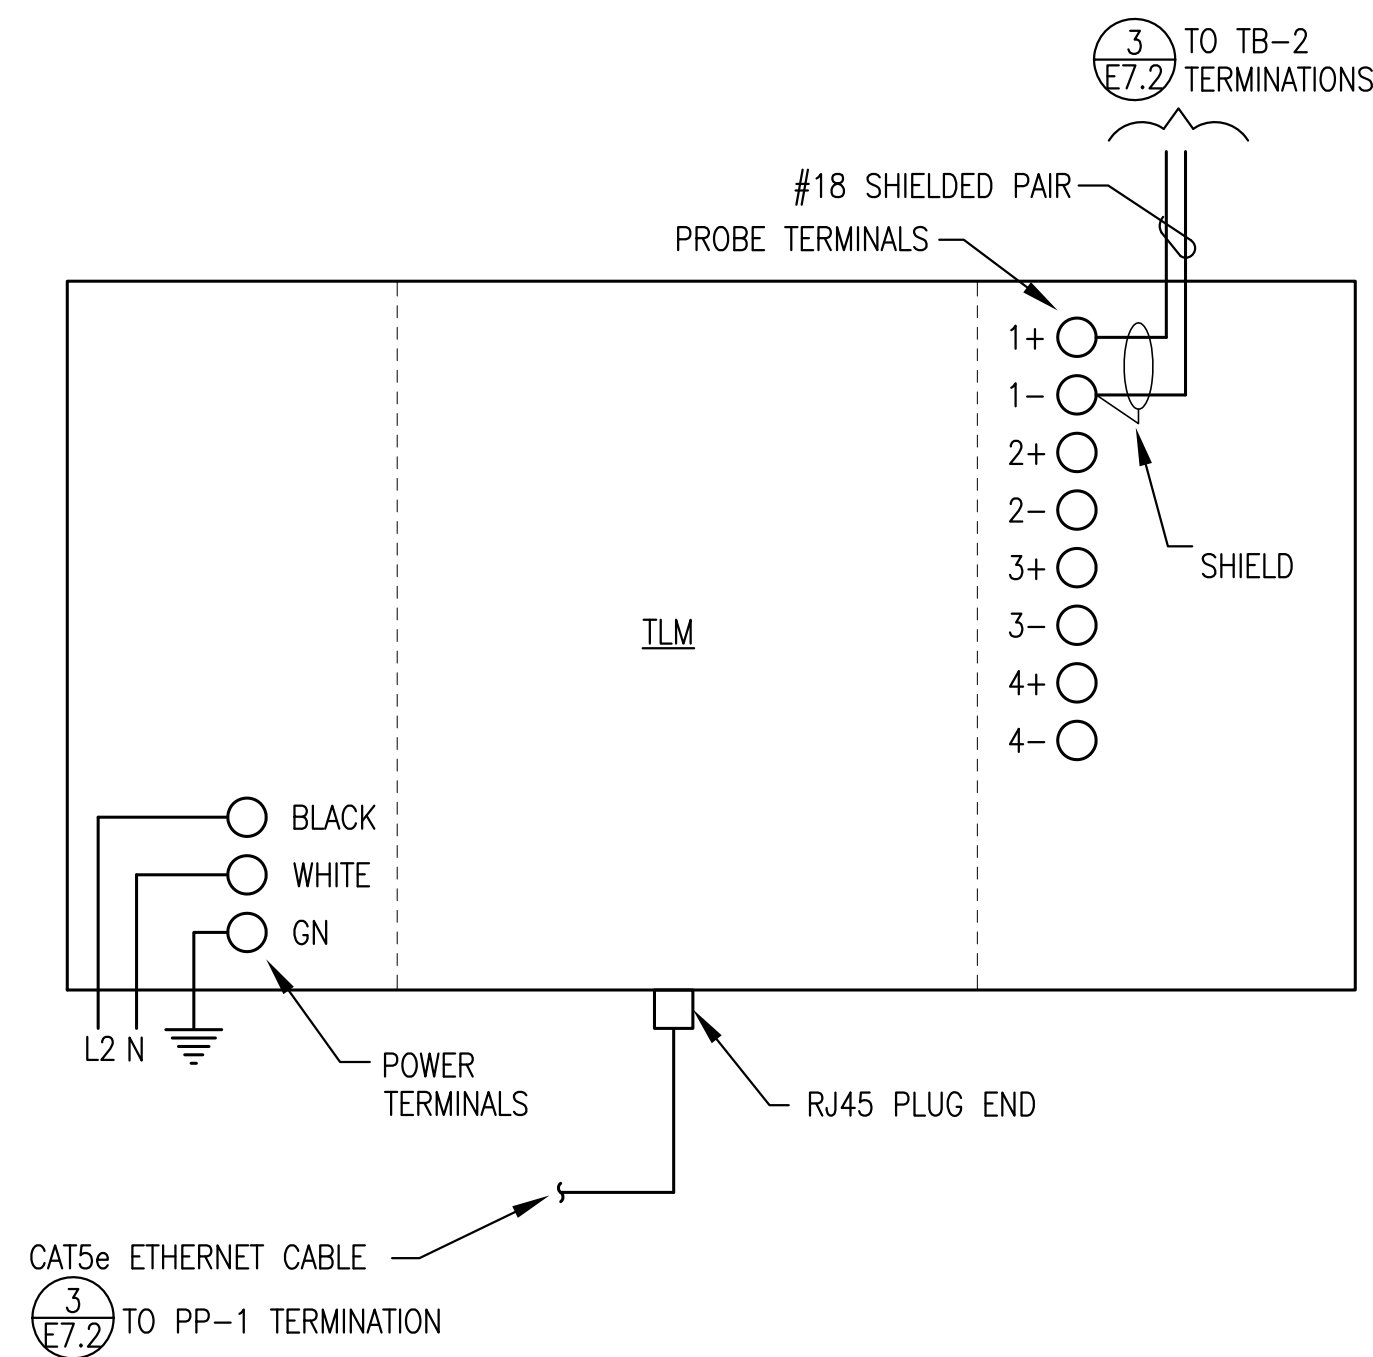 3
E7.2
TO TB-2
TERMINATIONS
#18 SHIELDED PAIR
PROBE TERMINALS
1+
1-
2+
2-
3+
3-
4+
4-
SHIELD
TLM
BLACK
WHITE
GN
L2 N
POWER
TERMINALS
RJ45 PLUG END
CAT5e ETHERNET CABLE
3
E7.2
TO PP-1 TERMINATION